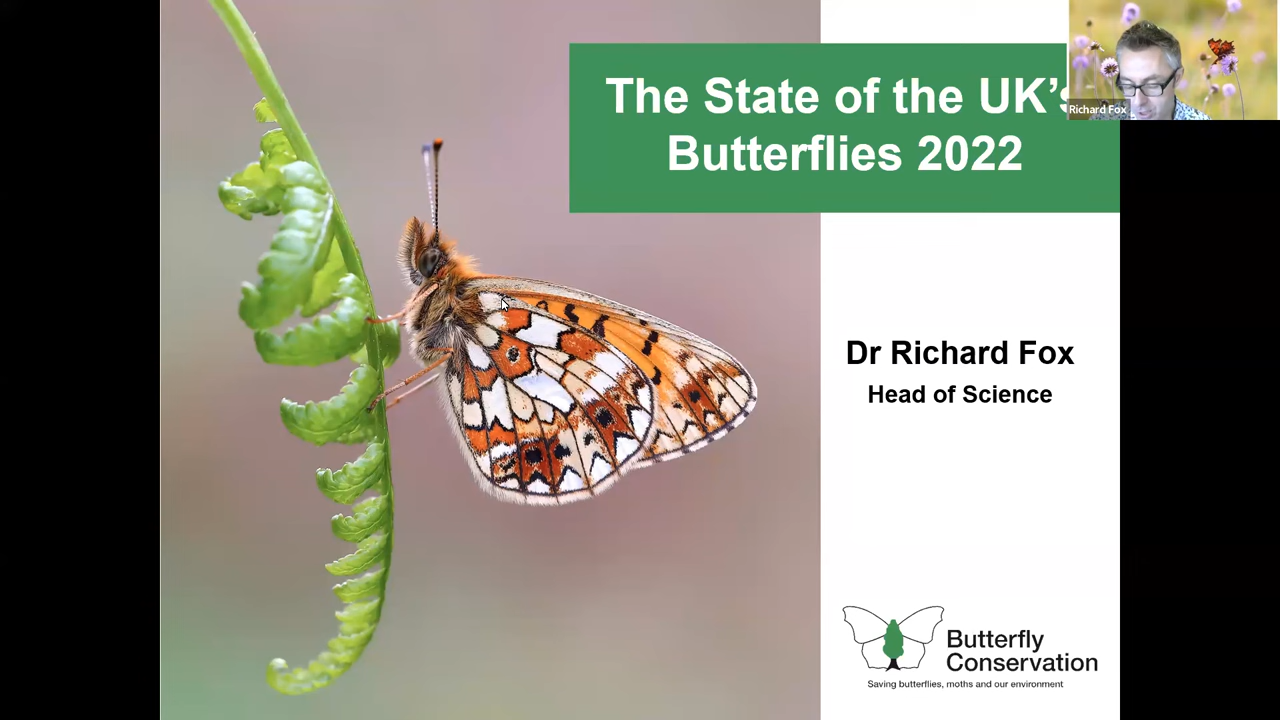 The State of the UK's
Butterflies 2022
Richard Fox
Dr Richard Fox
Head of Science
Butterfly
Conservation
Saving butterflies, moths and our environment